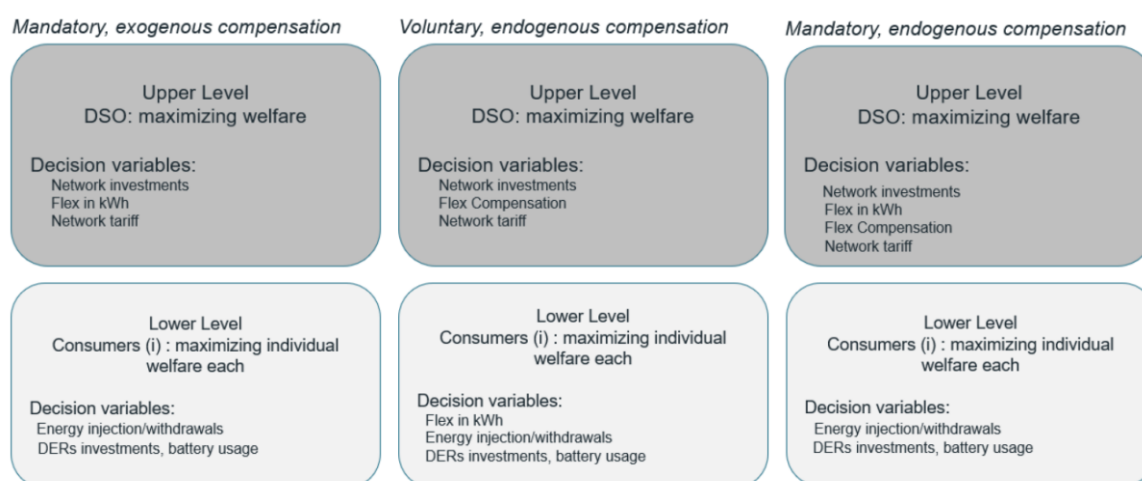 Mandatory, exogenous compensation
Upper Level
DSO: maximizing welfare
Decision variables:
Network investments
Flex in kWh
Network tariff
Lower Level
Consumers (i) : maximizing individual
welfare each
Decision variables:
Energy injection/withdrawals
DERs investments, battery usage
Voluntary, endogenous compensation
Upper Level
DSO: maximizing welfare
Decision variables:
Network investments
Flex Compensation
Network tariff
Lower Level
Consumers (i) : maximizing individual
welfare each
Decision variables:
Flex in kWh
Energy injection/withdrawals
DERs investments, battery usage
Mandatory, endogenous compensation
Upper Level
DSO: maximizing welfare
Decision variables:
Network investments
Flex in kWh
Flex Compensation
Network tariff
Lower Level
Consumers (i) : maximizing individual
welfare each
Decision variables:
Energy injection/withdrawals
DERs investments, battery usage